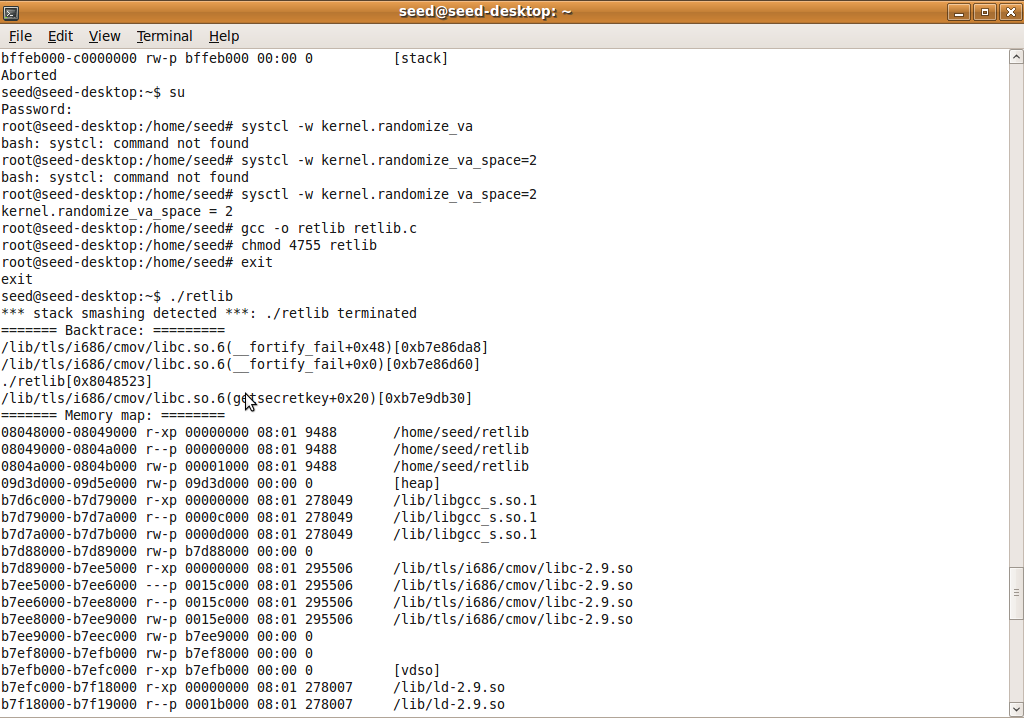 seed@seed-desktop: ~
File Edit View Terminal Help
bffeb000-c0000000 rw-p bffeb000 00:00 0          [stack]
Aborted
seed@seed-desktop:~$ su
Password:
root@seed-desktop:/home/seed# systcl -w kernel.randomize_va
bash: systcl: command not found
root@seed-desktop:/home/seed# systcl -w kernel.randomize_va_space=2
bash: systcl: command not found
root@seed-desktop:/home/seed# sysctl -w kernel.randomize_va_space=2
kernel.randomize_va_space = 2
root@seed-desktop:/home/seed# gcc -o retlib retlib.c
root@seed-desktop:/home/seed# chmod 4755 retlib
root@seed-desktop:/home/seed# exit
exit
seed@seed-desktop:~$ ./retlib
*** stack smashing detected ***: ./retlib terminated
======= Backtrace: =========
/lib/tls/i686/cmov/libc.so.6(__fortify_fail+0x48)[0xb7e86da8]
/lib/tls/i686/cmov/libc.so.6(__fortify_fail+0x0)[0xb7e86d60]
./retlib[0x8048523]
/lib/tls/i686/cmov/libc.so.6(getsecretkey+0x20)[0xb7e9db30]
======= Memory map: ========
08048000-08049000 r-xp 00000000 08:01 9488       /home/seed/retlib
08049000-0804a000 r--p 00000000 08:01 9488       /home/seed/retlib
0804a000-0804b000 rw-p 00001000 08:01 9488       /home/seed/retlib
09d3d000-09d5e000 rw-p 09d3d000 00:00 0          [heap]
b7d6c000-b7d79000 r-xp 00000000 08:01 278049     /lib/libgcc_s.so.1
b7d79000-b7d7a000 r--p 0000c000 08:01 278049     /lib/libgcc_s.so.1
b7d7a000-b7d7b000 rw-p 0000d000 08:01 278049     /lib/libgcc_s.so.1
b7d88000-b7d89000 rw-p b7d88000 00:00 0
b7d89000-b7ee5000 r-xp 00000000 08:01 295506     /lib/tls/i686/cmov/libc-2.9.so
b7ee5000-b7ee6000 ---p 0015c000 08:01 295506     /lib/tls/i686/cmov/libc-2.9.so
b7ee6000-b7ee8000 r--p 0015c000 08:01 295506     /lib/tls/i686/cmov/libc-2.9.so
b7ee8000-b7ee9000 rw-p 0015e000 08:01 295506     /lib/tls/i686/cmov/libc-2.9.so
b7ee9000-b7eec000 rw-p b7ee9000 00:00 0
b7ef8000-b7efb000 rw-p b7ef8000 00:00 0
b7efb000-b7efc000 r-xp b7efb000 00:00 0          [vdso]
b7efc000-b7f18000 r-xp 00000000 08:01 278007     /lib/ld-2.9.so
b7f18000-b7f19000 r--p 0001b000 08:01 278007     /lib/ld-2.9.so